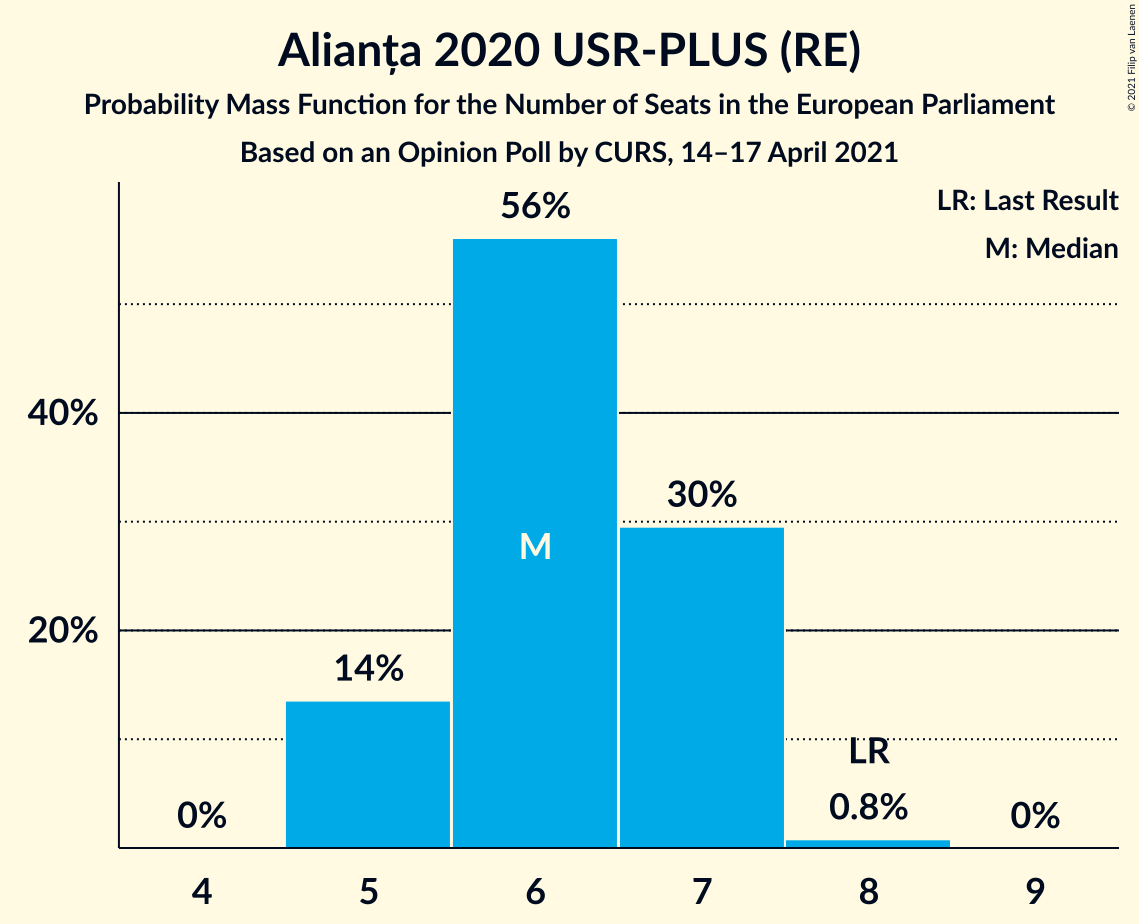 Alianța 2020 USR-PLUS (RE)
Probability Mass Function for the Number of Seats in the European Parliament
Based on an Opinion Poll by CURS, 14–17 April 2021
© 2021 Filip van Laenen
LR: Last Result
M: Median
56%
40%
30%
M
20%
14%
LR
0%
0.8%
0%
4 5 6 7 8 9